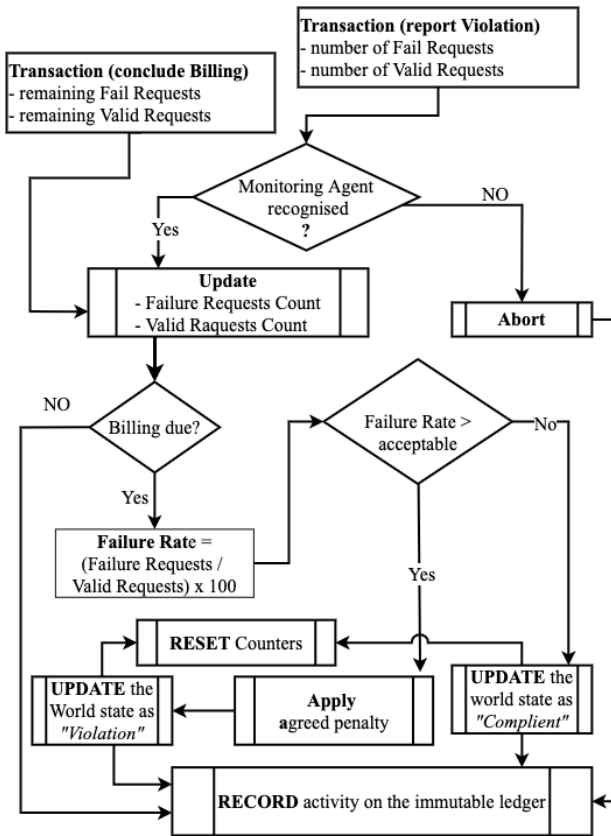 Transaction (report Violation)
- number of Fail Requests
- number of Valid Requests
Transaction (conclude Billing)
- remaining Fail Requests
- remaining Valid Requests
Monitoring Agent
recognised
?
NO
Yes
Update
- Failure Requests Count
- Valid Raquests Count
Abort
NO
Billing due?
Failure Rate >
acceptable
No
Yes
Failure Rate =
(Failure Requests /
Valid Requests) x 100
Yes
RESET Counters
UPDATE the
World state as
"Violation"
Apply
agreed penalty
UPDATE the
world state as
"Complient"
RECORD activity on the immutable ledger